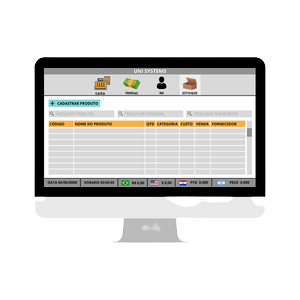 UNI SYSTEMS
CAIXA VENDAS RH ESTOQUE
+ CADASTRAR PRODUTO
CÓDIGO NOME DO PRODUTO QTD CATEGORIA CUSTO VENDA FORNECEDOR
DATA:00/00/0000 HORÁRIO:00:00:00 R$ 0,00 $ 0,00 PYG 0,000 PESO 0,000